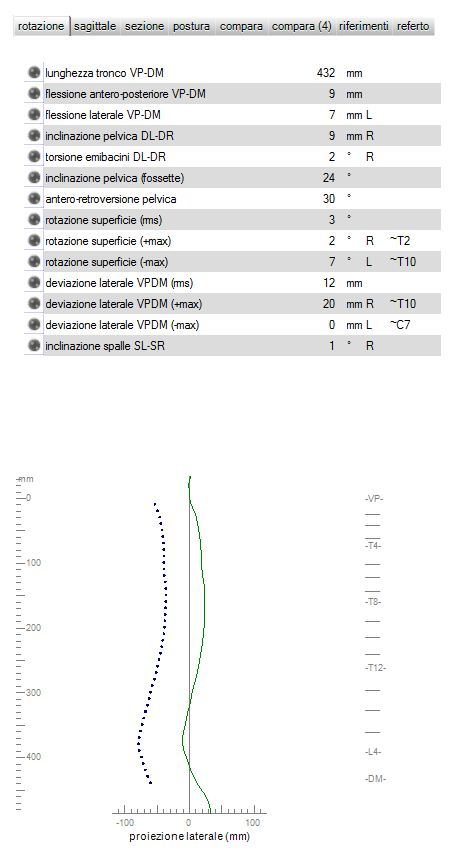 rotazione sagittale sezione postura compara compara (4) riferimenti referto
lunghezza tronco VP-DM 432 mm
flessione antero-posteriore VP-DM 9 mm
flessione laterale VP-DM 7 mm L
inclinazione pelvica DL-DR 9 mm R
torsione emibacini DL-DR 2 ° R
inclinazione pelvica (fossette) 24 °
antero-retroversione pelvica 30 °
rotazione superficie (ms) 3 °
rotazione superficie (+max) 2 ° R ~T2
rotazione superficie (-max) 7 ° L ~T10
deviazione laterale VPDM (ms) 12 mm
deviazione laterale VPDM (+max) 20 mm R ~T10
deviazione laterale VPDM (-max) 0 mm L ~C7
inclinazione spalle SL-SR 1 ° R
mm
0 -VP-
-T4-
100
-T8-
200
-T12-
300
-L4-
400
-DM-
-100 0 100
proiezione laterale (mm)